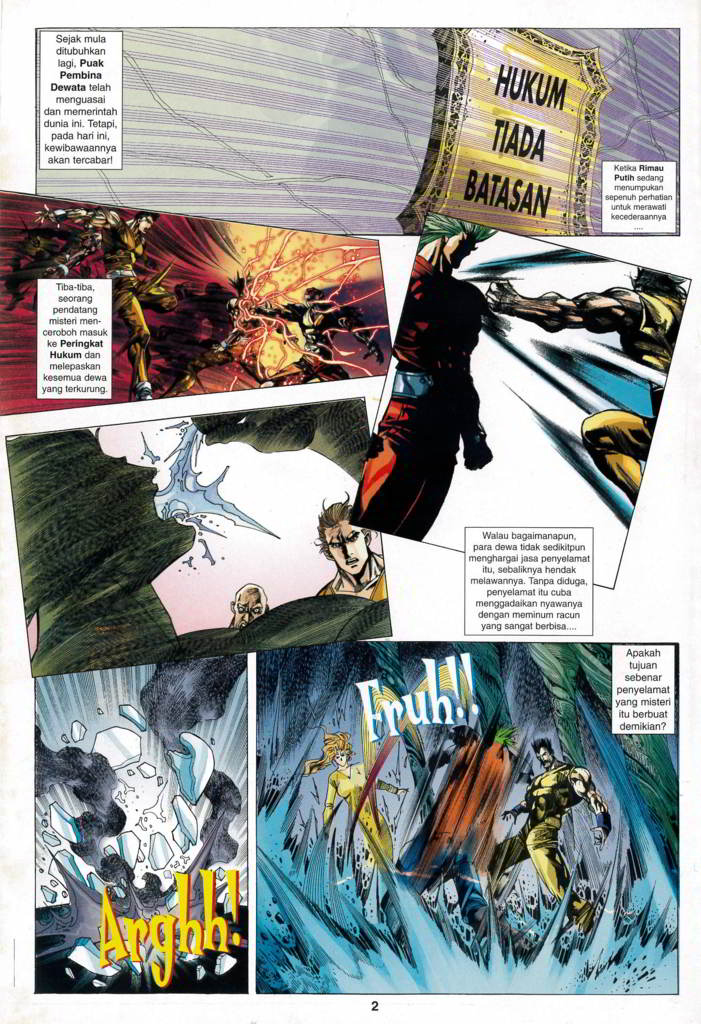 Sejak mula
ditubuhkan
lagi, Puak
Pembina
Dewata telah
menguasai
dan memerintah
dunia ini. Tetapi,
pada hari ini,
kewibawaannya
akan tercabar!
HUKUM
TIADA
BATASAN
Ketika Rimau
Putih sedang
menumpukan
sepenuh perhatian
untuk merawati
kecederaannya
....
Tiba-tiba,
seorang
pendatang
misteri men-
ceroboh masuk
ke Peringkat
Hukum dan
melepaskan
kesemua dewa
yang terkurung.
Walau bagaimanapun,
para dewa tidak sedikitpun
menghargai jasa penyelamat
itu, sebaliknya hendak
melawannya. Tanpa diduga,
penyelamat itu cuba
menggadaikan nyawanya
dengan meminum racun
yang sangat berbisa....
Arghh!
Fruh!!
Apakah
tujuan
sebenar
penyelamat
yang misteri
itu berbuat
demikian?
2